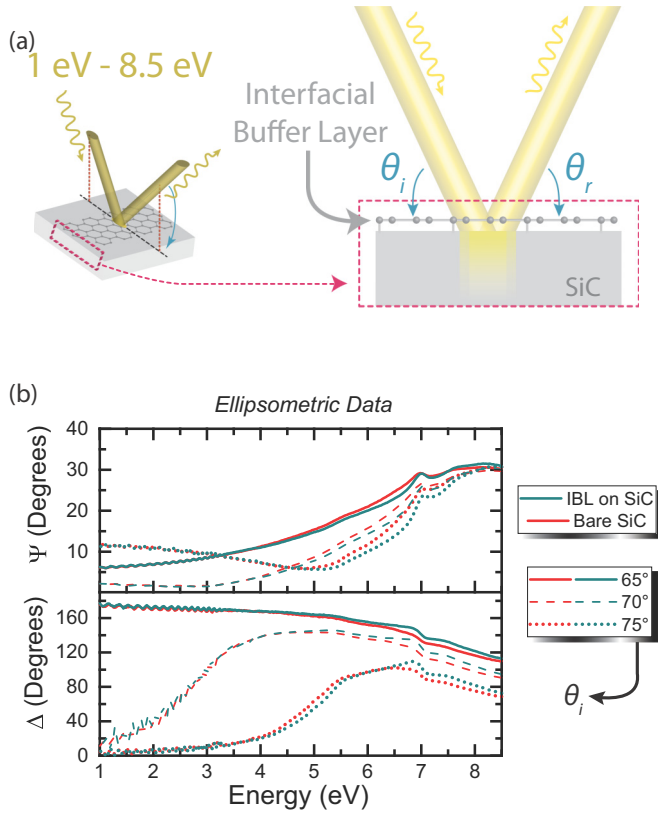 (a)
1 eV - 8.5 eV
Interfacial
Buffer Layer
θi
θr
SiC
(b)
Ellipsometric Data
Ψ (Degrees)
40
30
20
10
Δ (Degrees)
160
120
80
40
0
1 2 3 4 5 6 7 8
Energy (eV)
IBL on SiC
Bare SiC
65°
70°
75°
θi